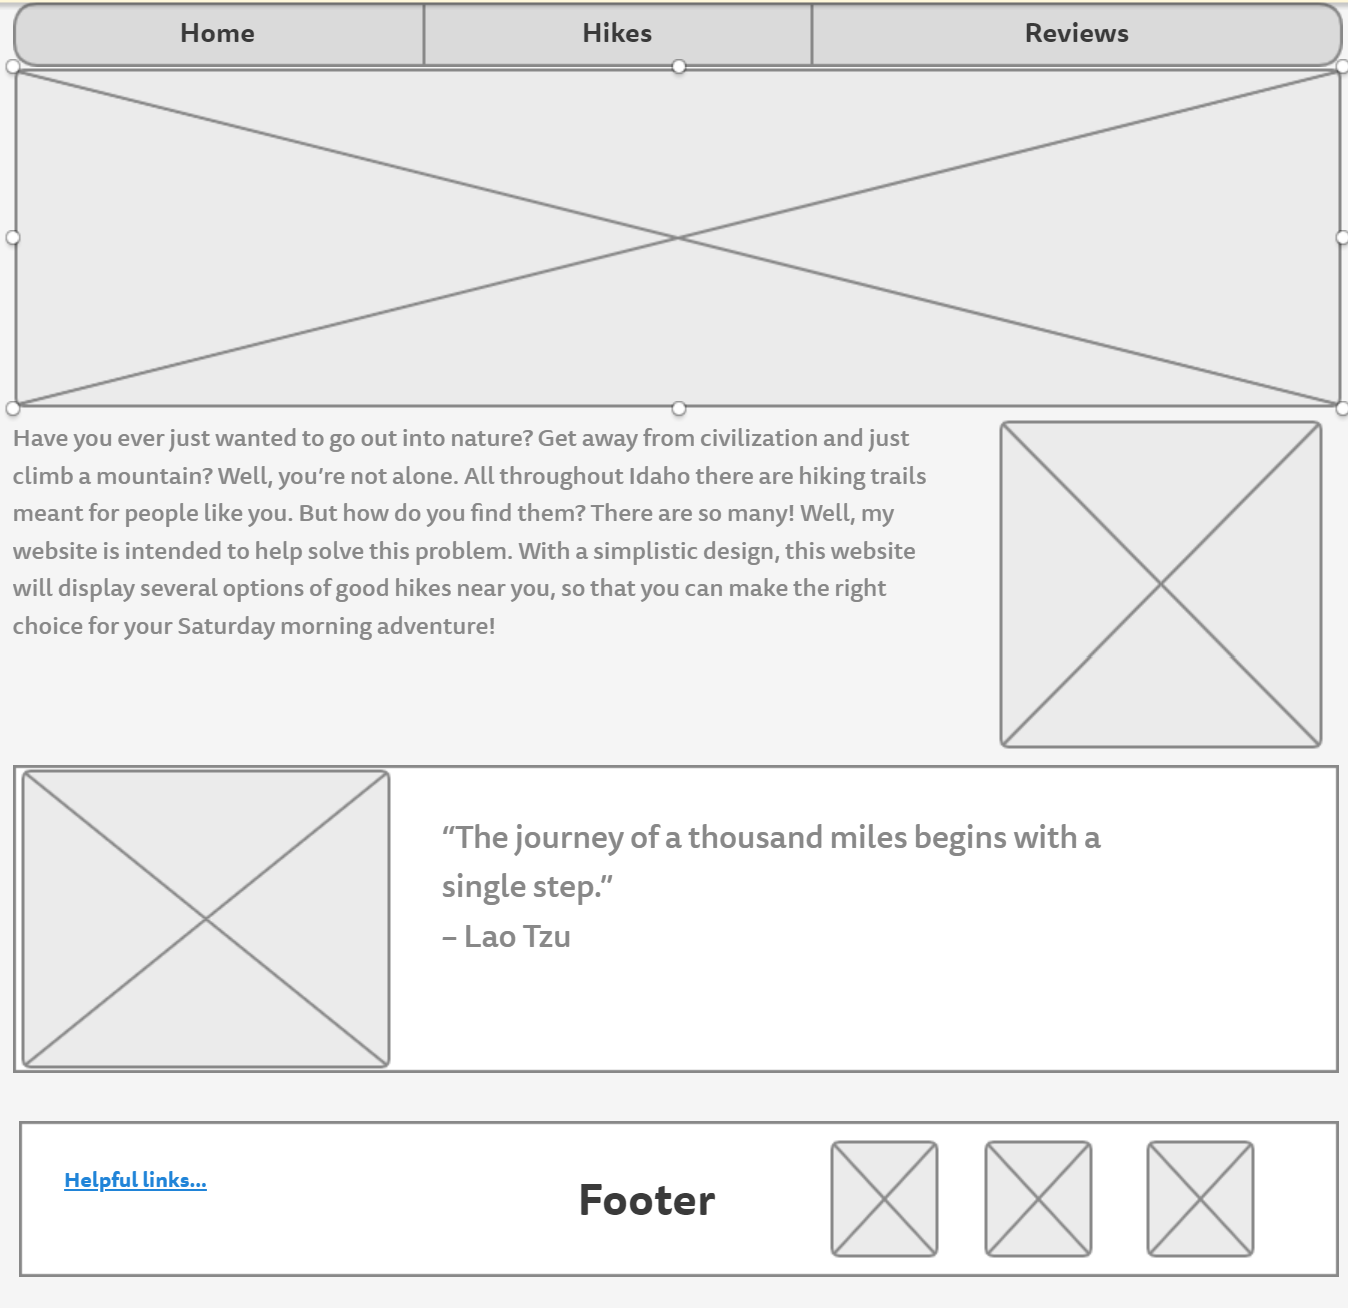 Home
Hikes
Reviews
Have you ever just wanted to go out into nature? Get away from civilization and just
climb a mountain? Well, you’re not alone. All throughout Idaho there are hiking trails
meant for people like you. But how do you find them? There are so many! Well, my
website is intended to help solve this problem. With a simplistic design, this website
will display several options of good hikes near you, so that you can make the right
choice for your Saturday morning adventure!
“The journey of a thousand miles begins with a
single step.”
– Lao Tzu
Helpful links...
Footer